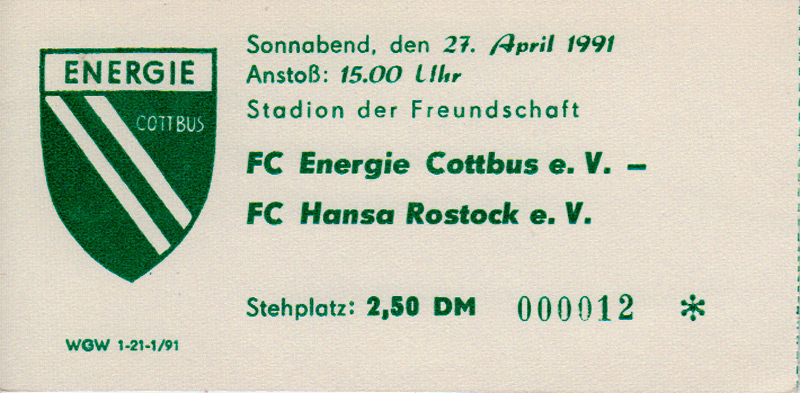 ENERGIE
COTTBUS
Sonnabend, den 27. April 1991
Anstoß: 15.00 Uhr
Stadion der Freundschaft
FC Energie Cottbus e. V. –
FC Hansa Rostock e. V.
Stehplatz: 2,50 DM 000012 *
WGW 1-21-1/91